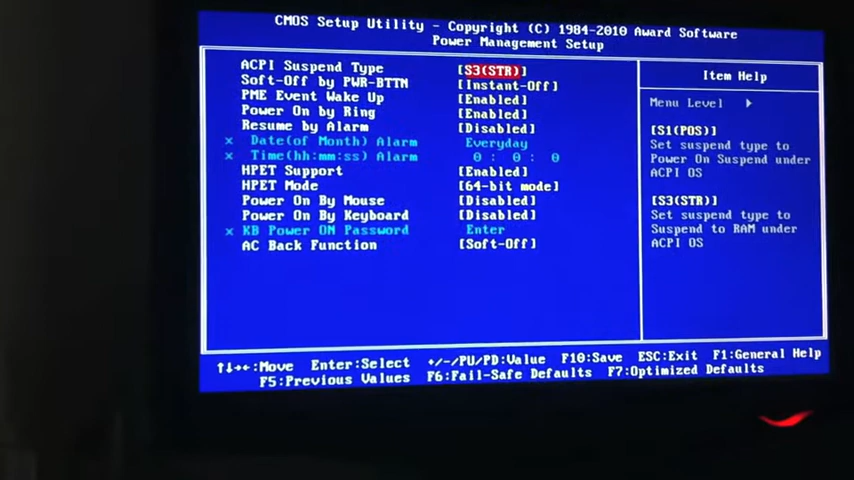 CMOS Setup Utility - Copyright (C) 1984-2010 Award Software
Power Management Setup
ACPI Suspend Type [S3(STR)]
Soft-Off by PWR-BTTN [Instant-Off]
PME Event Wake Up [Enabled]
Power On by Ring [Enabled]
Resume by Alarm [Disabled]
x Date(of Month) Alarm Everyday
x Time(hh:mm:ss) Alarm 0 : 0 : 0
HPET Support [Enabled]
HPET Mode [64-bit mode]
Power On By Mouse [Disabled]
Power On By Keyboard [Disabled]
x KB Power ON Password Enter
AC Back Function [Soft-Off]
Item Help
Menu Level ▶
[S1(POS)]
Set suspend type to
Power On Suspend under
ACPI OS
[S3(STR)]
Set suspend type to
Suspend to RAM under
ACPI OS
↑↓→←:Move Enter:Select +/-/PU/PD:Value F10:Save ESC:Exit F1:General Help
F5:Previous Values F6:Fail-Safe Defaults F7:Optimized Defaults